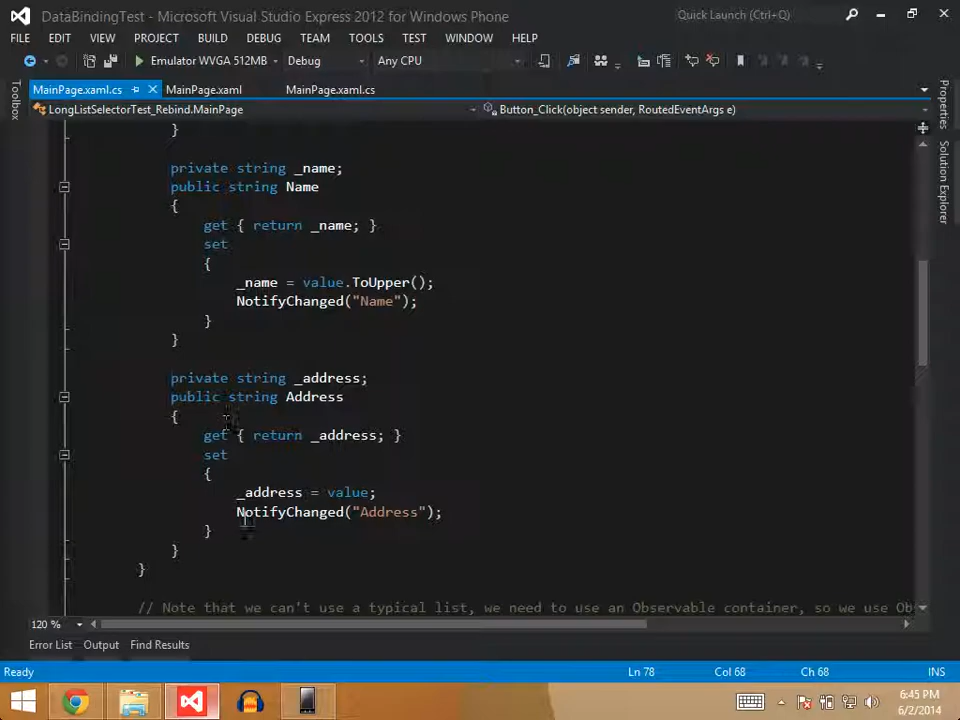 DataBindingTest - Microsoft Visual Studio Express 2012 for Windows Phone
Quick Launch (Ctrl+Q)
FILE EDIT VIEW PROJECT BUILD DEBUG TEAM TOOLS TEST WINDOW HELP
Emulator WVGA 512MB Debug Any CPU
MainPage.xaml.cs MainPage.xaml MainPage.xaml.cs
LongListSelectorTest_Rebind.MainPage Button_Click(object sender, RoutedEventArgs e)
Toolbox
Properties
Solution Explorer
}
private string _name;
public string Name
{
get { return _name; }
set
{
_name = value.ToUpper();
NotifyChanged("Name");
}
}
private string _address;
public string Address
{
get { return _address; }
set
{
_address = value;
NotifyChanged("Address");
}
}
}
// Note that we can't use a typical list, we need to use an Observable container, so we use Ob
120 %
Error List Output Find Results
Ready Ln 78 Col 68 Ch 68 INS
6:45 PM
6/2/2014